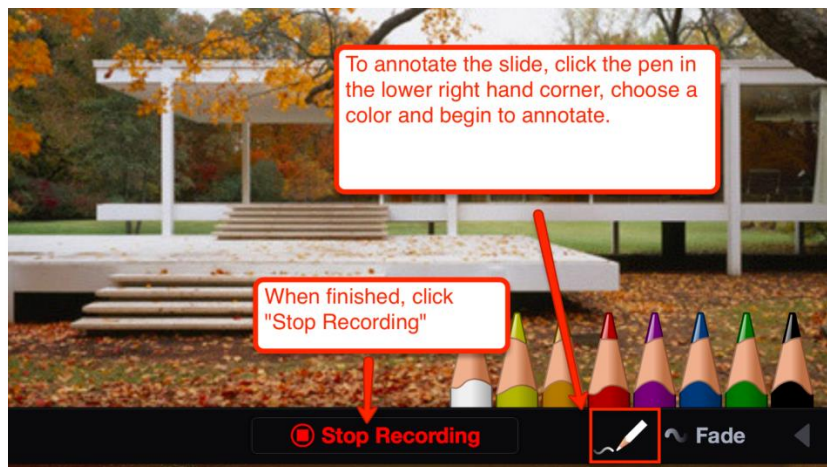 To annotate the slide, click the pen in
the lower right hand corner, choose a
color and begin to annotate.
When finished, click
"Stop Recording"
Stop Recording
Fade